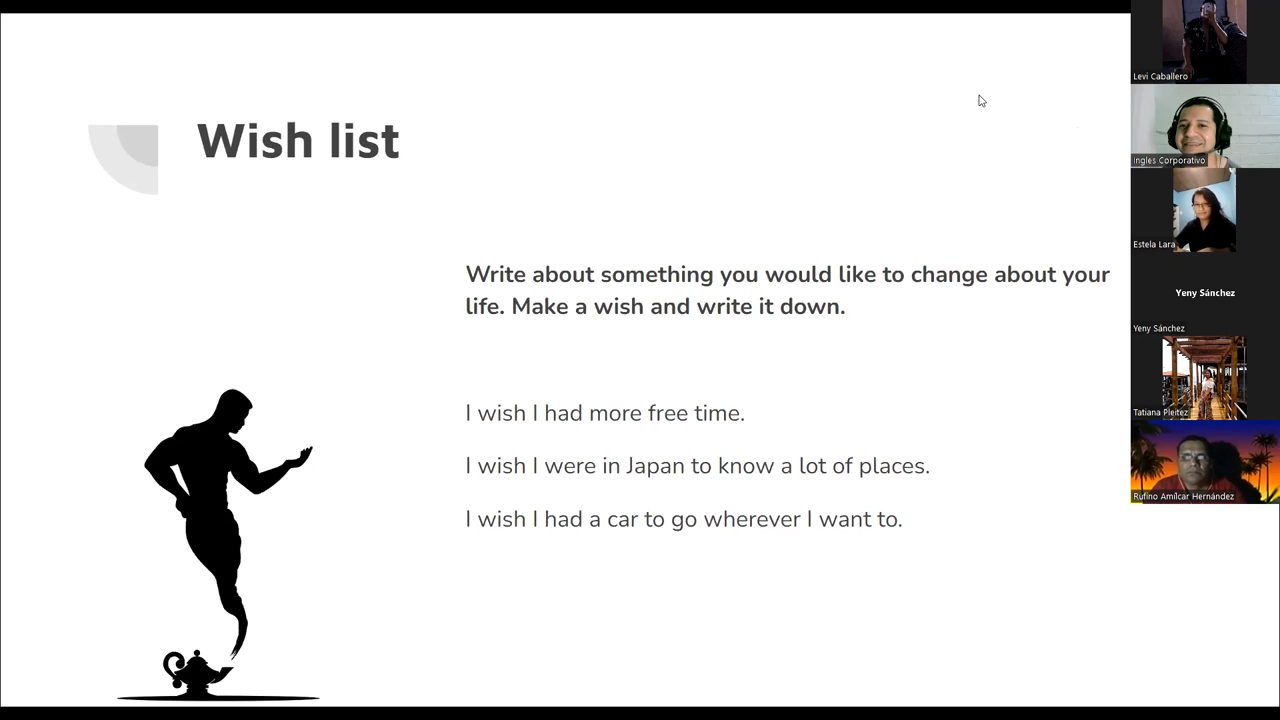 Wish list
Write about something you would like to change about your
life. Make a wish and write it down.
I wish I had more free time.
I wish I were in Japan to know a lot of places.
I wish I had a car to go wherever I want to.
Levi Caballero
Ingles Corporativo
Estela Lara
Yeny Sánchez
Yeny Sánchez
Tatiana Pleitez
Rufino Amílcar Hernández